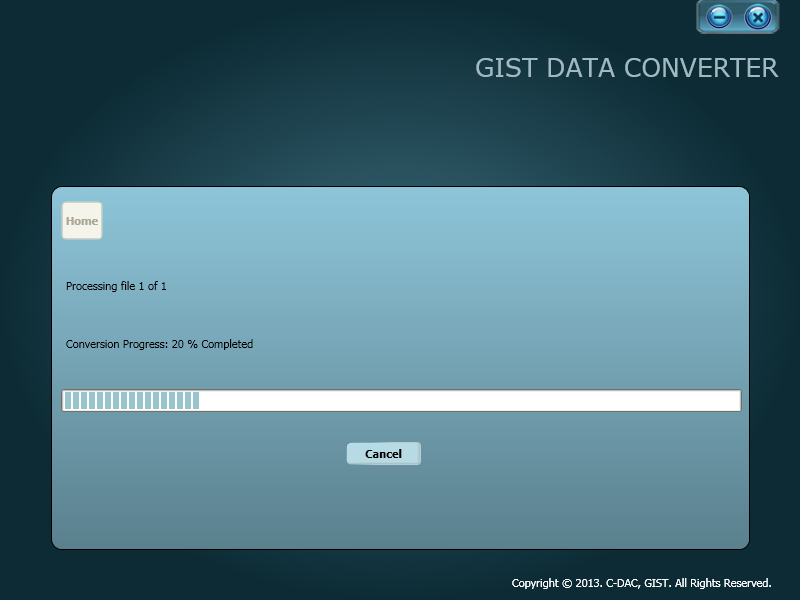 GIST DATA CONVERTER
Home
Processing file 1 of 1
Conversion Progress: 20 % Completed
Cancel
Copyright © 2013. C-DAC, GIST. All Rights Reserved.